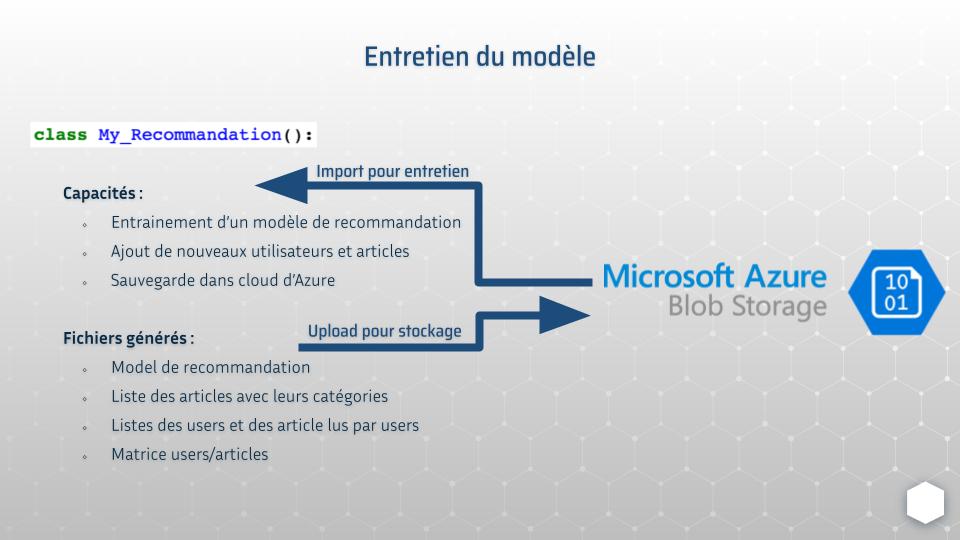 Entretien du modèle
class My_Recommandation():
Import pour entretien
Capacités :
Entrainement d'un modèle de recommandation
Ajout de nouveaux utilisateurs et articles
Sauvegarde dans cloud d'Azure
Microsoft Azure
Blob Storage
10
01
Upload pour stockage
Fichiers générés :
Model de recommandation
Liste des articles avec leurs catégories
Listes des users et des article lus par users
Matrice users/articles